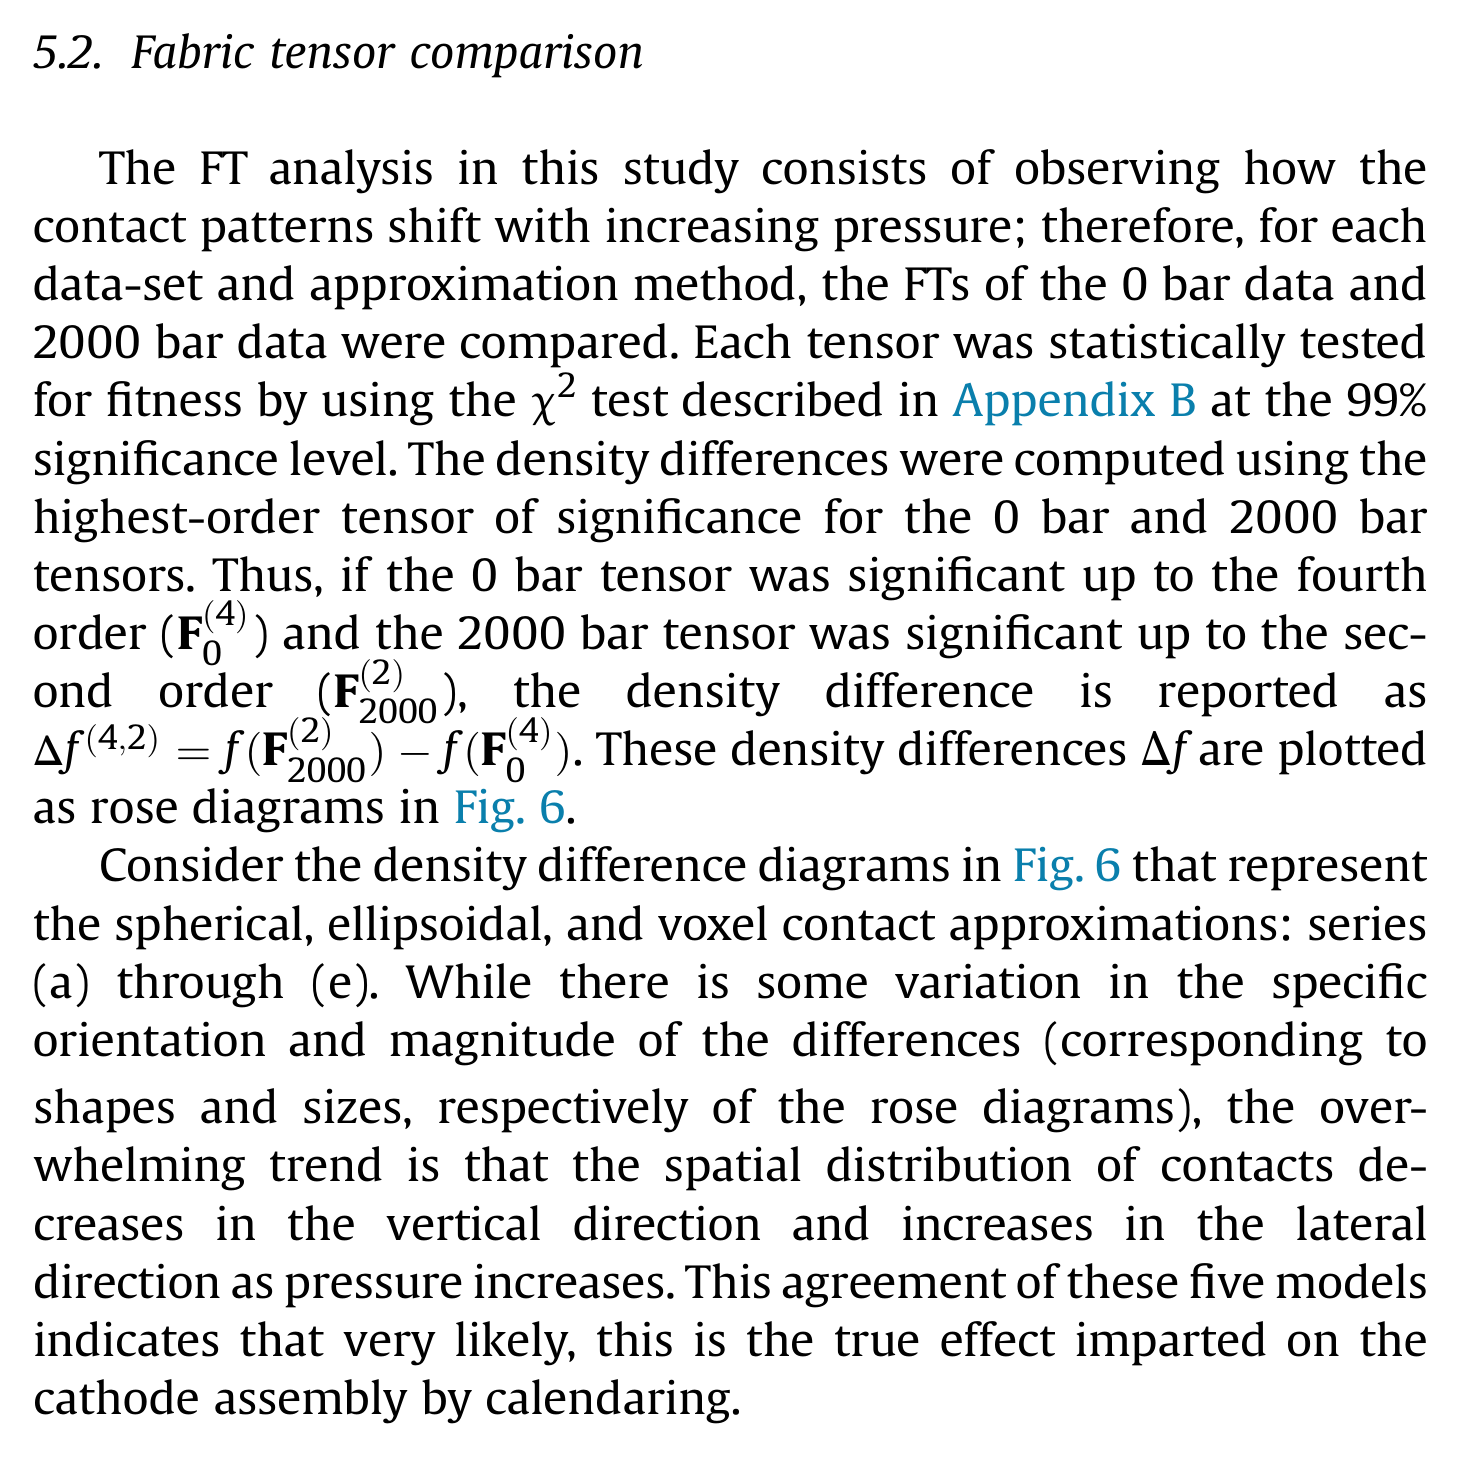 5.2. Fabric tensor comparison
The FT analysis in this study consists of observing how the
contact patterns shift with increasing pressure; therefore, for each
data-set and approximation method, the FTs of the 0 bar data and
2000 bar data were compared. Each tensor was statistically tested
for fitness by using the χ² test described in Appendix B at the 99%
significance level. The density differences were computed using the
highest-order tensor of significance for the 0 bar and 2000 bar
tensors. Thus, if the 0 bar tensor was significant up to the fourth
order (F₀⁽⁴⁾) and the 2000 bar tensor was significant up to the sec-
ond order (F₂₀₀₀⁽²⁾), the density difference is reported as
Δf⁽⁴,²⁾ = f(F₂₀₀₀⁽²⁾) − f(F₀⁽⁴⁾). These density differences Δf are plotted
as rose diagrams in Fig. 6.
Consider the density difference diagrams in Fig. 6 that represent
the spherical, ellipsoidal, and voxel contact approximations: series
(a) through (e). While there is some variation in the specific
orientation and magnitude of the differences (corresponding to
shapes and sizes, respectively of the rose diagrams), the over-
whelming trend is that the spatial distribution of contacts de-
creases in the vertical direction and increases in the lateral
direction as pressure increases. This agreement of these five models
indicates that very likely, this is the true effect imparted on the
cathode assembly by calendaring.